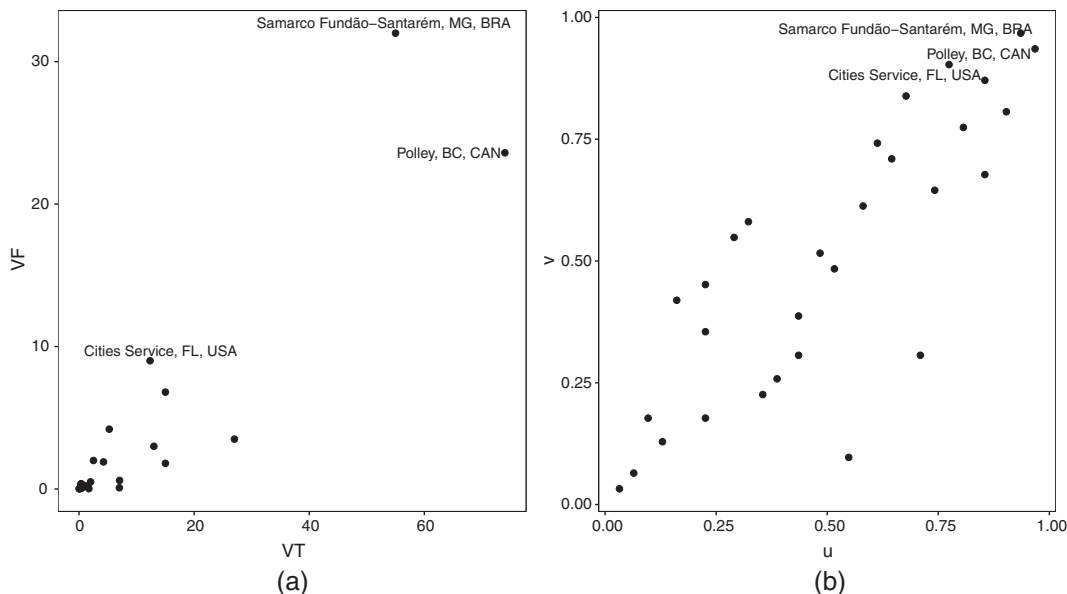 Samarco Fundão−Santarém, MG, BRA
30
Polley, BC, CAN
20
VF
10
Cities Service, FL, USA
0
0 20 40 60
VT
(a)
1.00
Samarco Fundão−Santarém, MG, BRA
Polley, BC, CAN
Cities Service, FL, USA
0.75
v
0.50
0.25
0.00
0.00 0.25 0.50 0.75 1.00
u
(b)